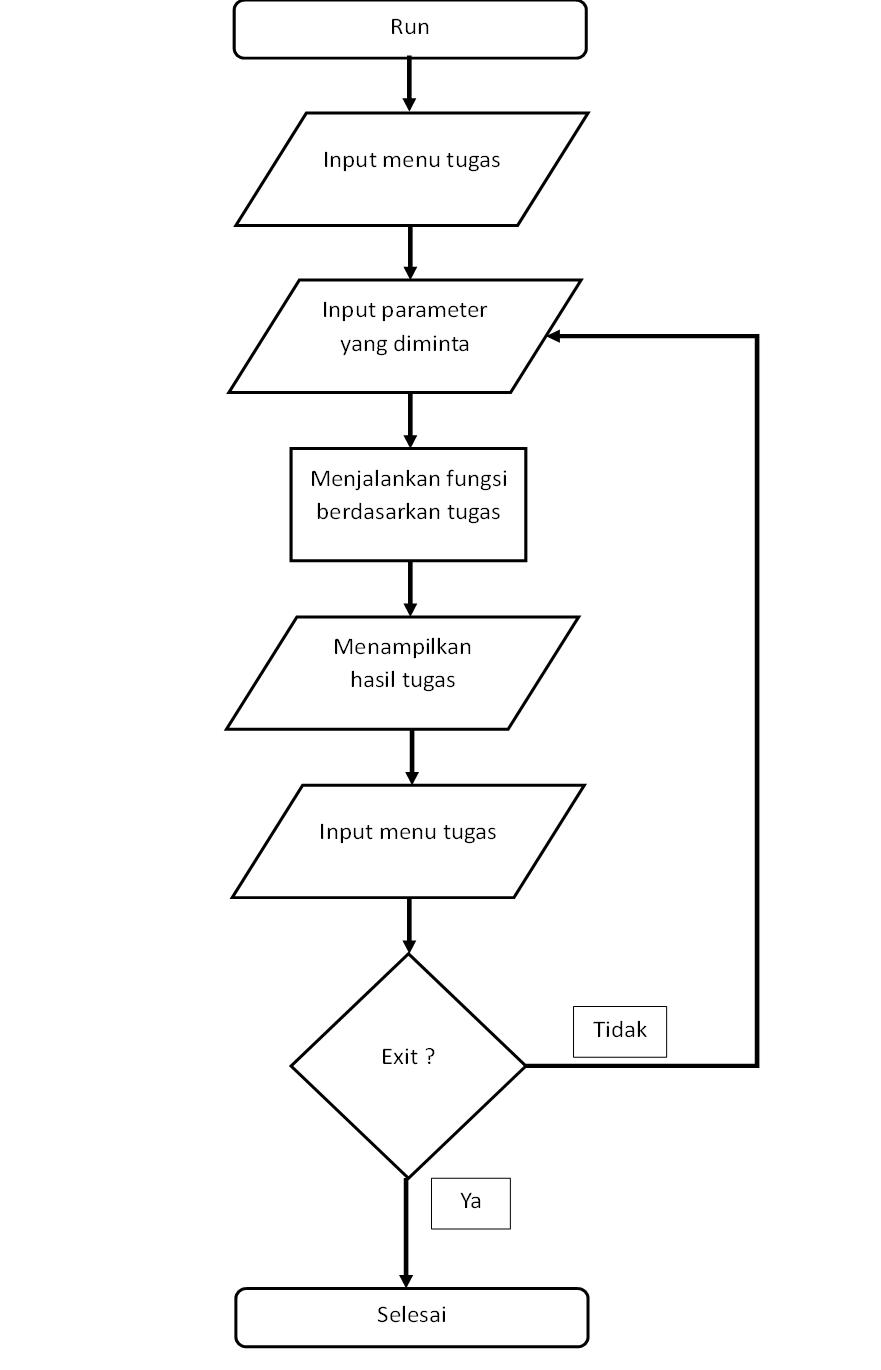 Run
Input menu tugas
Input parameter
yang diminta
Menjalankan fungsi
berdasarkan tugas
Menampilkan
hasil tugas
Input menu tugas
Exit ?
Tidak
Ya
Selesai